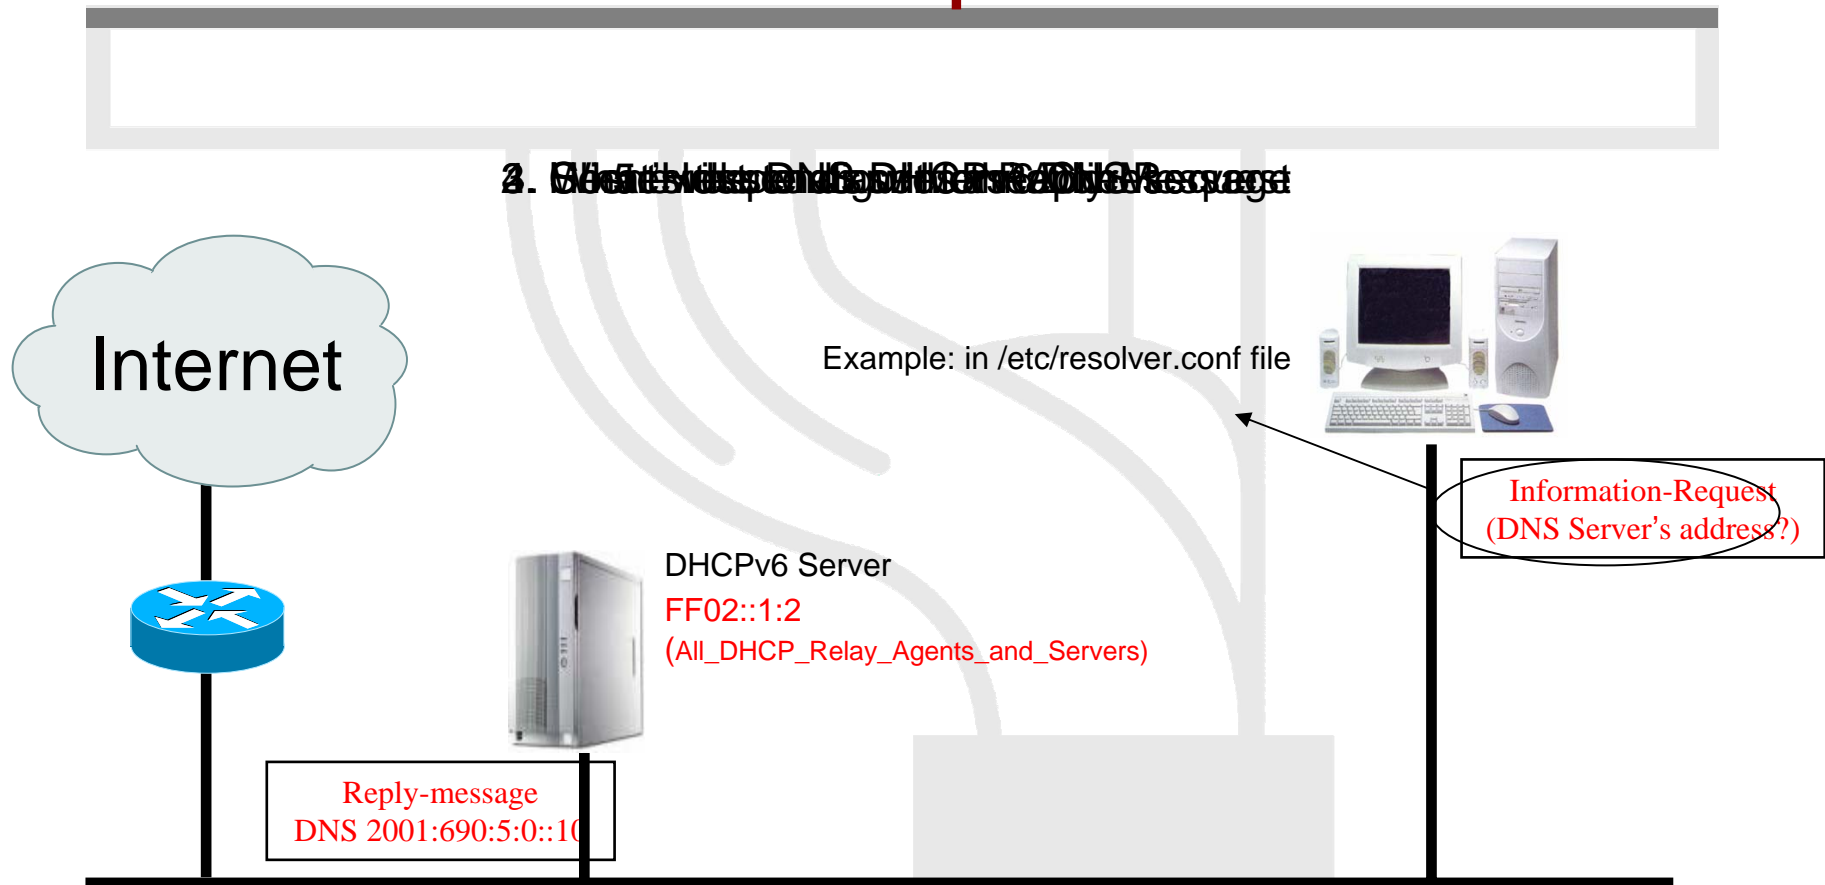 Internet
Example: in /etc/resolver.conf file
Information-Request
(DNS Server’s address?)
DHCPv6 Server
FF02::1:2
(All_DHCP_Relay_Agents_and_Servers)
Reply-message
DNS 2001:690:5:0::10